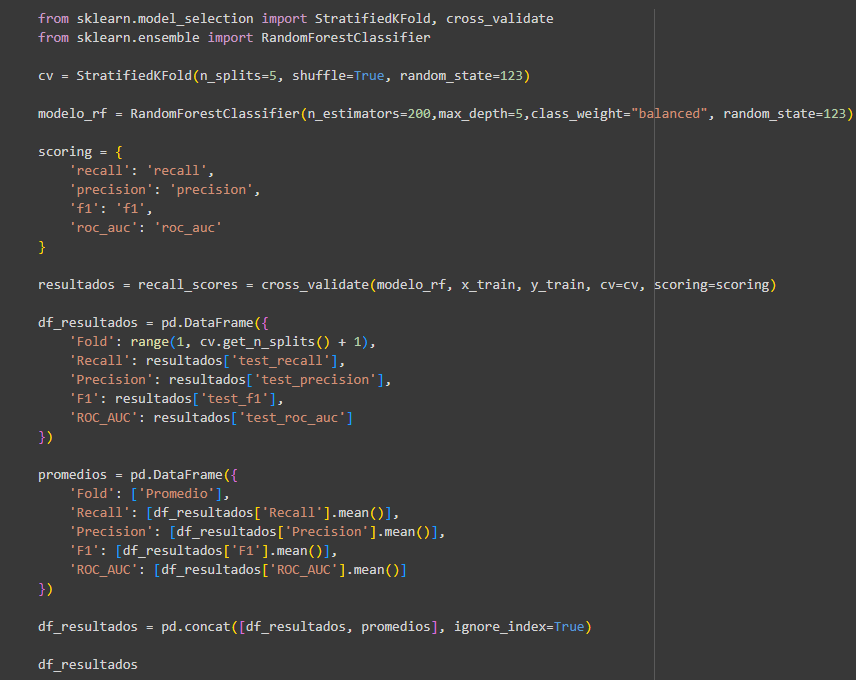 from sklearn.model_selection import StratifiedKFold, cross_validate
from sklearn.ensemble import RandomForestClassifier

cv = StratifiedKFold(n_splits=5, shuffle=True, random_state=123)

modelo_rf = RandomForestClassifier(n_estimators=200,max_depth=5,class_weight="balanced", random_state=123)

scoring = {
    'recall': 'recall',
    'precision': 'precision',
    'f1': 'f1',
    'roc_auc': 'roc_auc'
}

resultados = recall_scores = cross_validate(modelo_rf, x_train, y_train, cv=cv, scoring=scoring)

df_resultados = pd.DataFrame({
    'Fold': range(1, cv.get_n_splits() + 1),
    'Recall': resultados['test_recall'],
    'Precision': resultados['test_precision'],
    'F1': resultados['test_f1'],
    'ROC_AUC': resultados['test_roc_auc']
})

promedios = pd.DataFrame({
    'Fold': ['Promedio'],
    'Recall': [df_resultados['Recall'].mean()],
    'Precision': [df_resultados['Precision'].mean()],
    'F1': [df_resultados['F1'].mean()],
    'ROC_AUC': [df_resultados['ROC_AUC'].mean()]
})

df_resultados = pd.concat([df_resultados, promedios], ignore_index=True)

df_resultados